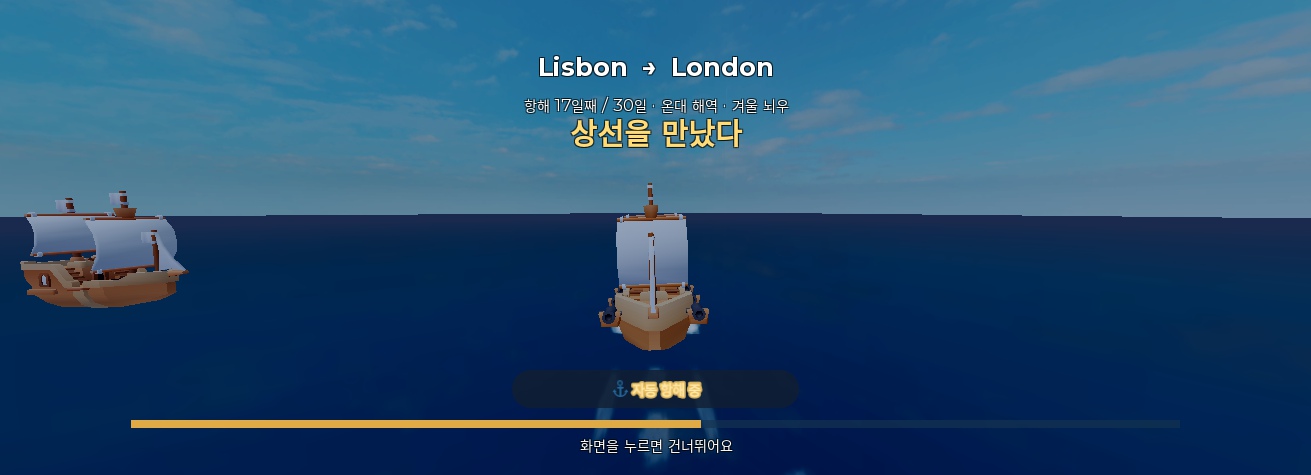 Lisbon → London
항해 17일째 / 30일 · 온대 해역 · 겨울 뇌우
상선을 만났다
⚓ 자동 항해 중
화면을 누르면 건너뛰어요